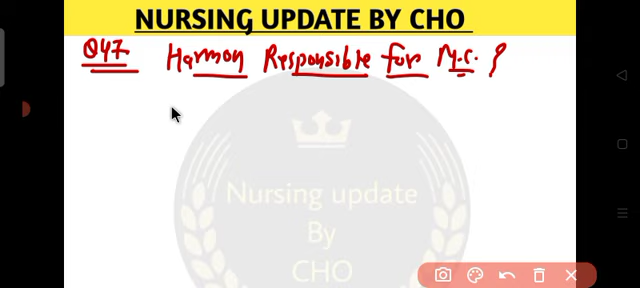 NURSING UPDATE BY CHO
Q47 Harmon Responsible for M.C. ?
Nursing update
By
CHO